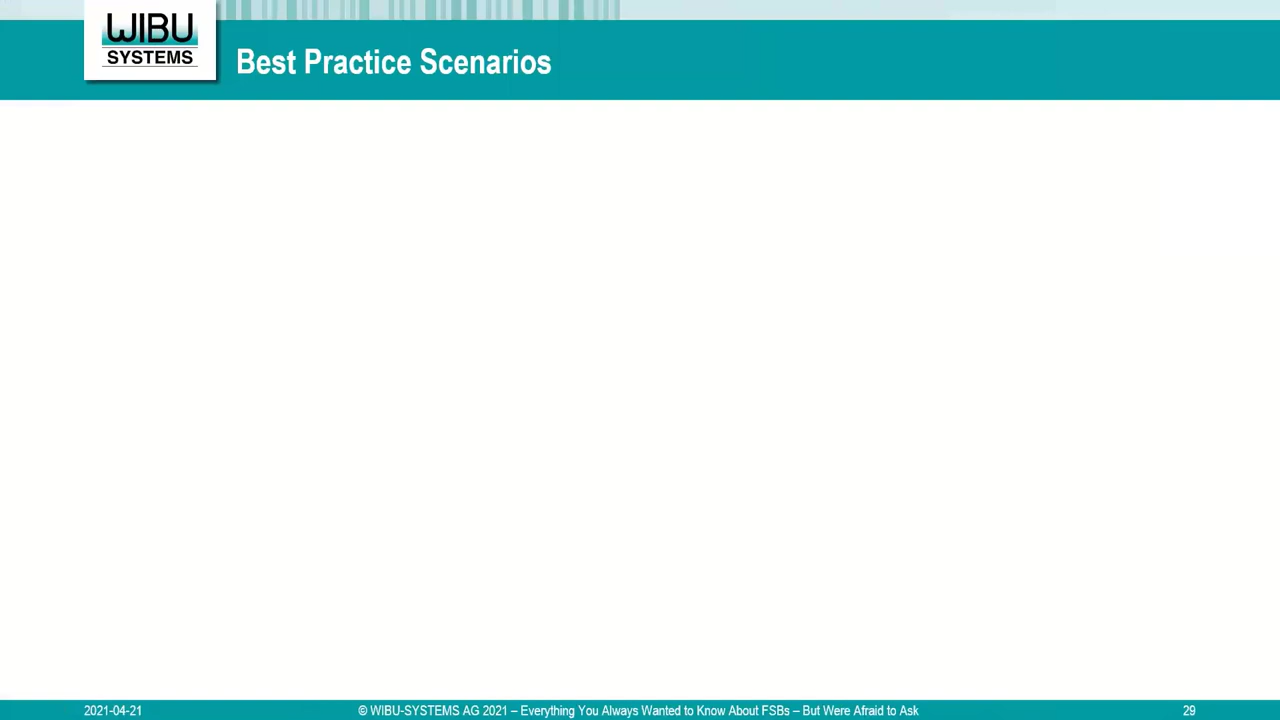 WIBU
SYSTEMS
Best Practice Scenarios
2021-04-21
© WIBU-SYSTEMS AG 2021 – Everything You Always Wanted to Know About FSBs – But Were Afraid to Ask
29